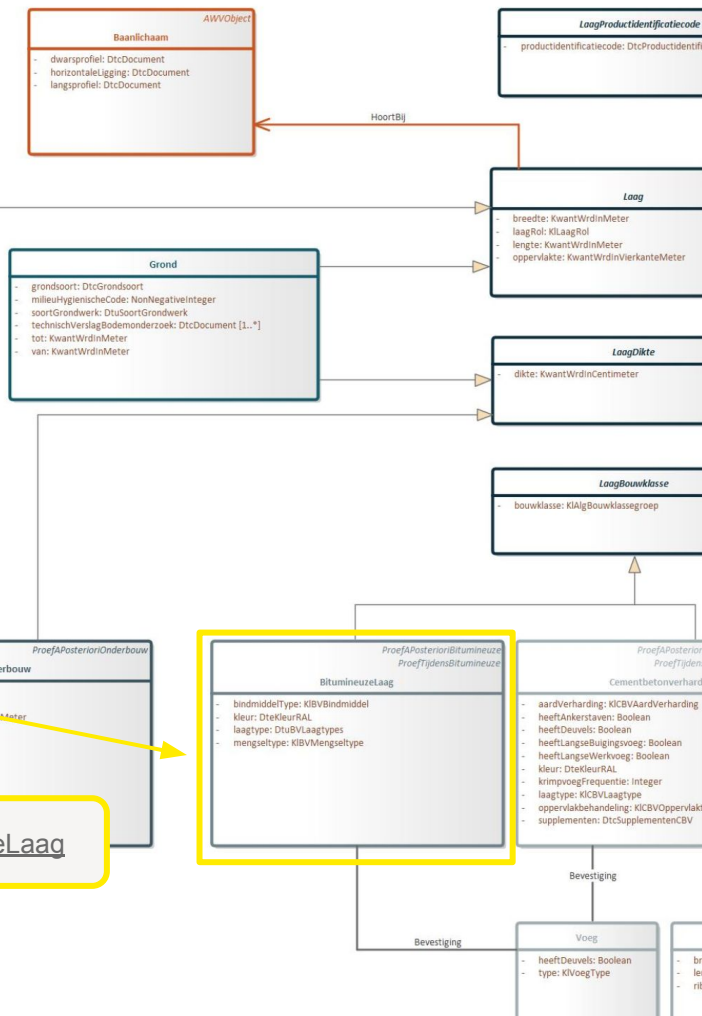 AWVObject
Baanlichaam
- dwarsprofiel: DtcDocument
- horizontaleLigging: DtcDocument
- langsprofiel: DtcDocument
LaagProductidentificatiecode
- productidentificatiecode: DtcProductidentifi
HoortBij
Laag
- breedte: KwantWrdInMeter
- laagRol: KlLaagRol
- lengte: KwantWrdInMeter
- oppervlakte: KwantWrdInVierkanteMeter
Grond
- grondsoort: DtcGrondsoort
- milieuHygienischeCode: NonNegativeInteger
- soortGrondwerk: DtuSoortGrondwerk
- technischVerslagBodemonderzoek: DtcDocument [1..*]
- tot: KwantWrdInMeter
- van: KwantWrdInMeter
LaagDikte
- dikte: KwantWrdInCentimeter
LaagBouwklasse
- bouwklasse: KlAlgBouwklassegroep
ProefAPosterioriOnderbouw
erbouw
Meter
eLaag
ProefAPosterioriBitumineuze
ProefTijdensBitumineuze
BitumineuzeLaag
- bindmiddelType: KlBVBindmiddel
- kleur: DteKleurRAL
- laagtype: DtuBVLaagtypes
- mengseltype: KlBVMengseltype
ProefAPosterior
ProefTijden
Cementbetonverhard
- aardVerharding: KlCBVAardVerharding
- heeftAnkerstaven: Boolean
- heeftDeuvels: Boolean
- heeftLangseBuigingsvoeg: Boolean
- heeftLangseWerkvoeg: Boolean
- kleur: DteKleurRAL
- krimpvoegFrequentie: Integer
- laagtype: KlCBVLaagtype
- oppervlakbehandeling: KlCBVOppervlakt
- supplementen: DtcSupplementenCBV
Bevestiging
Bevestiging
Voeg
- heeftDeuvels: Boolean
- type: KlVoegType
- br
- le
- ril